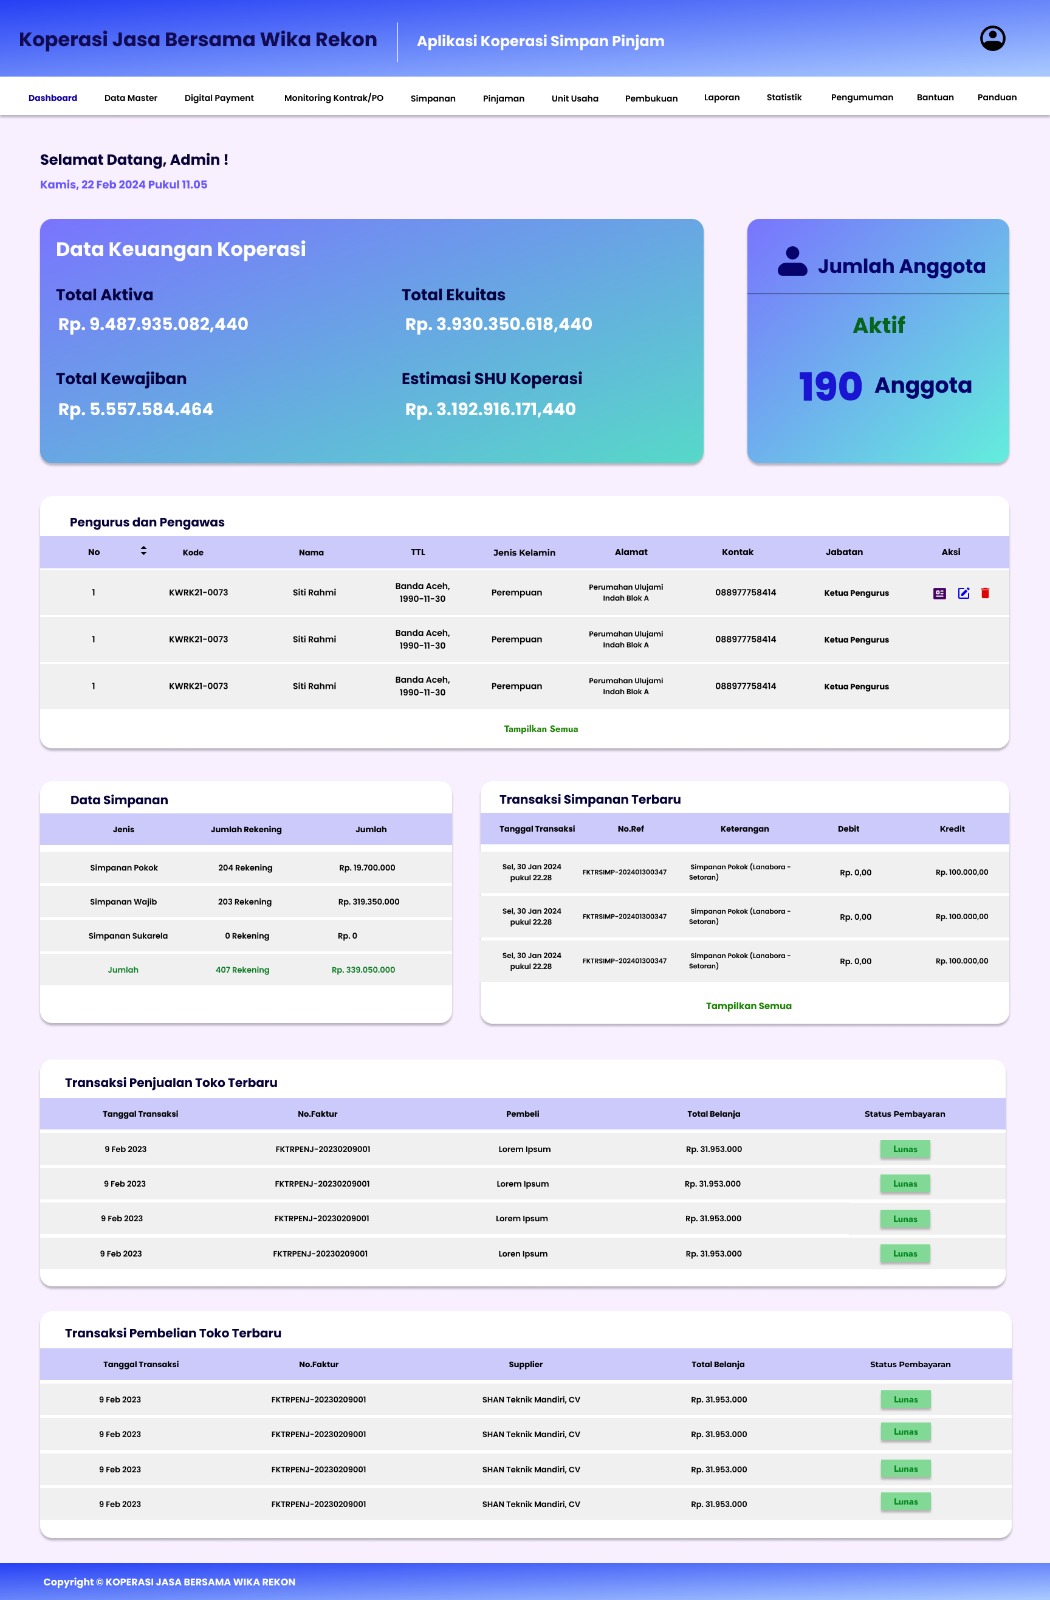 Koperasi Jasa Bersama Wika Rekon
Aplikasi Koperasi Simpan Pinjam
Dashboard Data Master Digital Payment Monitoring Kontrak/PO Simpanan Pinjaman Unit Usaha Pembukuan Laporan Statistik Pengumuman Bantuan Panduan
Selamat Datang, Admin !
Kamis, 22 Feb 2024 Pukul 11.05
Data Keuangan Koperasi
Total Aktiva
Rp. 9.487.935.082,440
Total Ekuitas
Rp. 3.930.350.618,440
Total Kewajiban
Rp. 5.557.584.464
Estimasi SHU Koperasi
Rp. 3.192.916.171,440
Jumlah Anggota
Aktif
190 Anggota
Pengurus dan Pengawas
No Kode Nama TTL Jenis Kelamin Alamat Kontak Jabatan Aksi
1 KWRK21-0073 Siti Rahmi Banda Aceh, 1990-11-30 Perempuan Perumahan Ulujami Indah Blok A 088977758414 Ketua Pengurus
1 KWRK21-0073 Siti Rahmi Banda Aceh, 1990-11-30 Perempuan Perumahan Ulujami Indah Blok A 088977758414 Ketua Pengurus
1 KWRK21-0073 Siti Rahmi Banda Aceh, 1990-11-30 Perempuan Perumahan Ulujami Indah Blok A 088977758414 Ketua Pengurus
Tampilkan Semua
Data Simpanan
Jenis Jumlah Rekening Jumlah
Simpanan Pokok 204 Rekening Rp. 19.700.000
Simpanan Wajib 203 Rekening Rp. 319.350.000
Simpanan Sukarela 0 Rekening Rp. 0
Jumlah 407 Rekening Rp. 339.050.000
Transaksi Simpanan Terbaru
Tanggal Transaksi No.Ref Keterangan Debit Kredit
Sel, 30 Jan 2024 pukul 22.28 FKTRSIMP-202401300347 Simpanan Pokok (Lanabora - Setoran) Rp. 0,00 Rp. 100.000,00
Sel, 30 Jan 2024 pukul 22.28 FKTRSIMP-202401300347 Simpanan Pokok (Lanabora - Setoran) Rp. 0,00 Rp. 100.000,00
Sel, 30 Jan 2024 pukul 22.28 FKTRSIMP-202401300347 Simpanan Pokok (Lanabora - Setoran) Rp. 0,00 Rp. 100.000,00
Tampilkan Semua
Transaksi Penjualan Toko Terbaru
Tanggal Transaksi No.Faktur Pembeli Total Belanja Status Pembayaran
9 Feb 2023 FKTRPENJ-20230209001 Lorem Ipsum Rp. 31.953.000 Lunas
9 Feb 2023 FKTRPENJ-20230209001 Lorem Ipsum Rp. 31.953.000 Lunas
9 Feb 2023 FKTRPENJ-20230209001 Lorem Ipsum Rp. 31.953.000 Lunas
9 Feb 2023 FKTRPENJ-20230209001 Loren Ipsum Rp. 31.953.000 Lunas
Transaksi Pembelian Toko Terbaru
Tanggal Transaksi No.Faktur Supplier Total Belanja Status Pembayaran
9 Feb 2023 FKTRPENJ-20230209001 SHAN Teknik Mandiri, CV Rp. 31.953.000 Lunas
9 Feb 2023 FKTRPENJ-20230209001 SHAN Teknik Mandiri, CV Rp. 31.953.000 Lunas
9 Feb 2023 FKTRPENJ-20230209001 SHAN Teknik Mandiri, CV Rp. 31.953.000 Lunas
9 Feb 2023 FKTRPENJ-20230209001 SHAN Teknik Mandiri, CV Rp. 31.953.000 Lunas
Copyright © KOPERASI JASA BERSAMA WIKA REKON